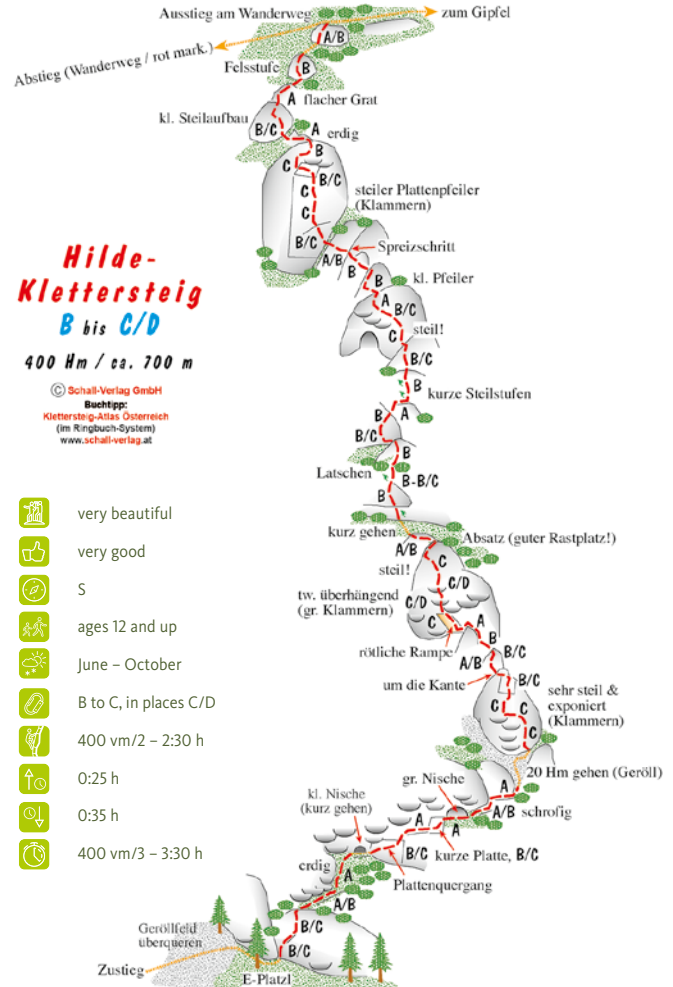 Ausstieg am Wanderweg
zum Gipfel
A/B
Abstieg (Wanderweg / rot mark.)
Felsstufe
B
A
flacher Grat
kl. Steilaufbau
B/C
A
erdig
B
C
B/C
C
steiler Plattenpfeiler
(Klammern)
C
B/C
Spreizschritt
A/B
B
B
kl. Pfeiler
A
B/C
C
steil!
B/C
B
kurze Steilstufen
B
A
B/C
B
Latschen
B-B/C
B
kurz gehen
Absatz (guter Rastplatz!)
A/B
C
steil!
C/D
tw. überhängend
(gr. Klammern)
C/D
C
A
B
rötliche Rampe
A/B
B/C
um die Kante
B/C
sehr steil &
exponiert
(Klammern)
C
C
C
20 Hm gehen (Geröll)
gr. Nische
A
kl. Nische
(kurz gehen)
A/B
schrofig
A
A
B/C
kurze Platte, B/C
erdig
A
Plattenquergang
A/B
Geröllfeld
überqueren
B/C
B/C
Zustieg
E-Platzl
Hilde-
Klettersteig
B bis C/D
400 Hm / ca. 700 m
© Schall-Verlag GmbH
Buchtipp:
Klettersteig-Atlas Österreich
(im Ringbuch-System)
www.schall-verlag.at
very beautiful
very good
S
ages 12 and up
June – October
B to C, in places C/D
400 vm/2 – 2:30 h
0:25 h
0:35 h
400 vm/3 – 3:30 h